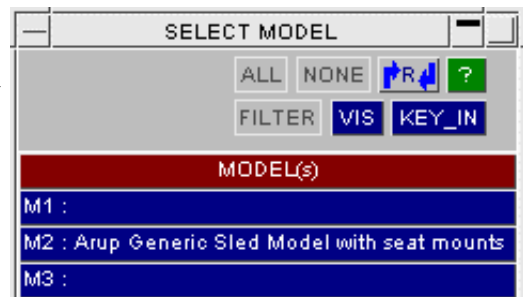 SELECT MODEL
ALL NONE R ?
FILTER VIS KEY_IN
MODEL(s)
M1 :
M2 : Arup Generic Sled Model with seat mounts
M3 :